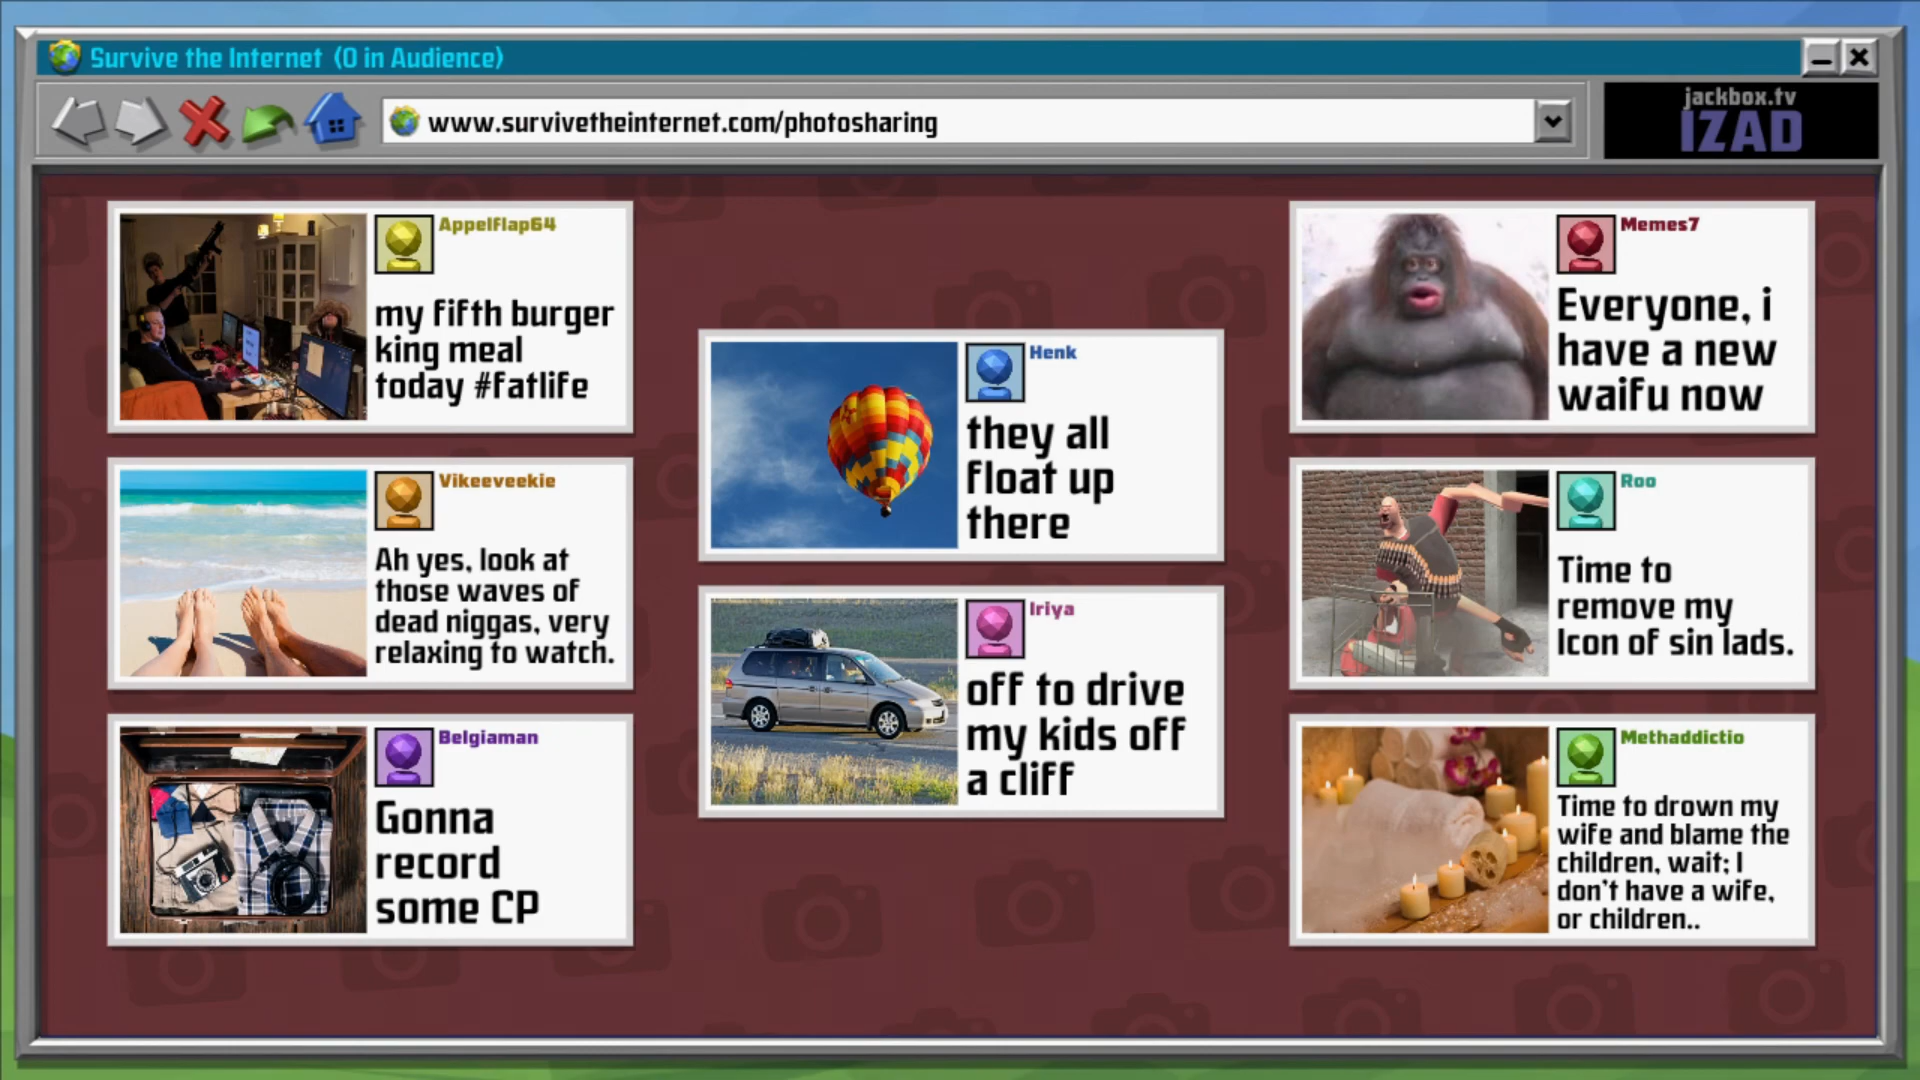 Survive the Internet (0 in Audience)
www.survivetheinternet.com/photosharing
jackbox.tv
IZAD
Appelflap64
my fifth burger
king meal
today #fatlife
Vikeeveekie
Ah yes, look at
those waves of
dead niggas, very
relaxing to watch.
Belgiaman
Gonna
record
some CP
Henk
they all
float up
there
Iriya
off to drive
my kids off
a cliff
Memes7
Everyone, i
have a new
waifu now
Roo
Time to
remove my
Icon of sin lads.
Methaddictio
Time to drown my
wife and blame the
children, wait; I
don't have a wife,
or children..